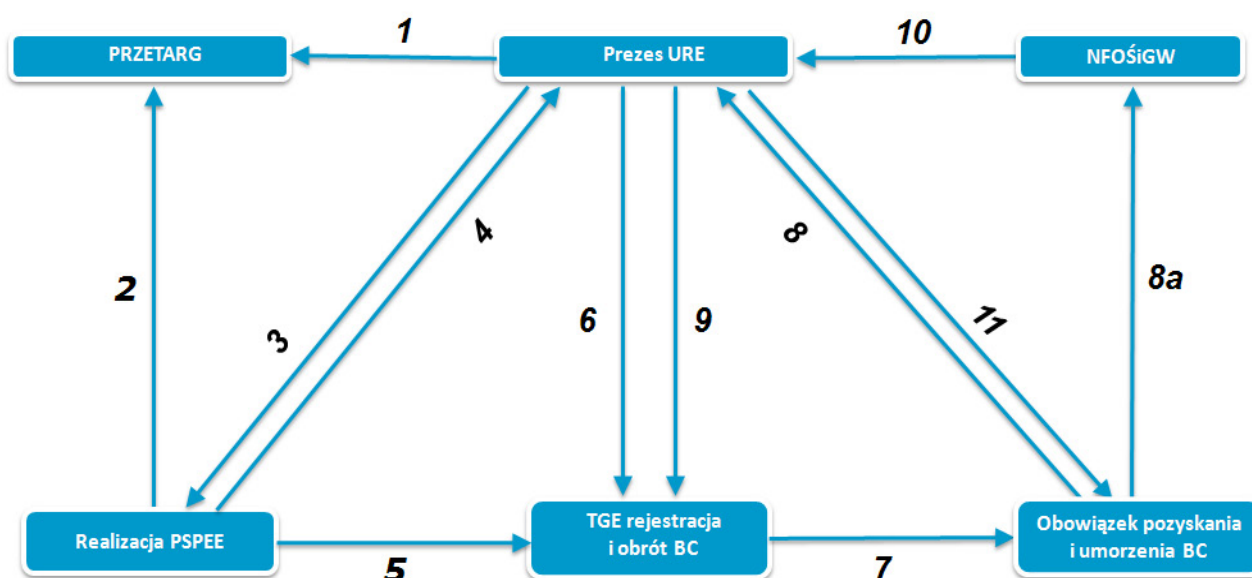 1
10
PRZETARG
Prezes URE
NFOŚiGW
2
3
4
6
9
8
11
8a
Realizacja PSPEE
TGE rejestracja
i obrót BC
Obowiązek pozyskania
i umorzenia BC
5
7